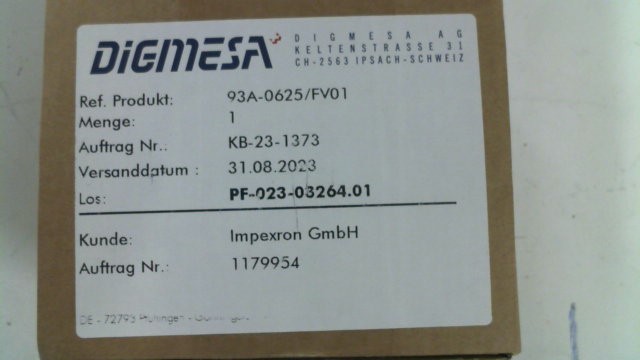 DIGMESA
DIGMESA AG
KELTENSTRASSE 31
CH-2563 IPSACH-SCHWEIZ
Ref. Produkt: 93A-0625/FV01
Menge: 1
Auftrag Nr.: KB-23-1373
Versanddatum : 31.08.2023
Los: PF-023-03264.01
Kunde: Impexron GmbH
Auftrag Nr.: 1179954
DE - 72793